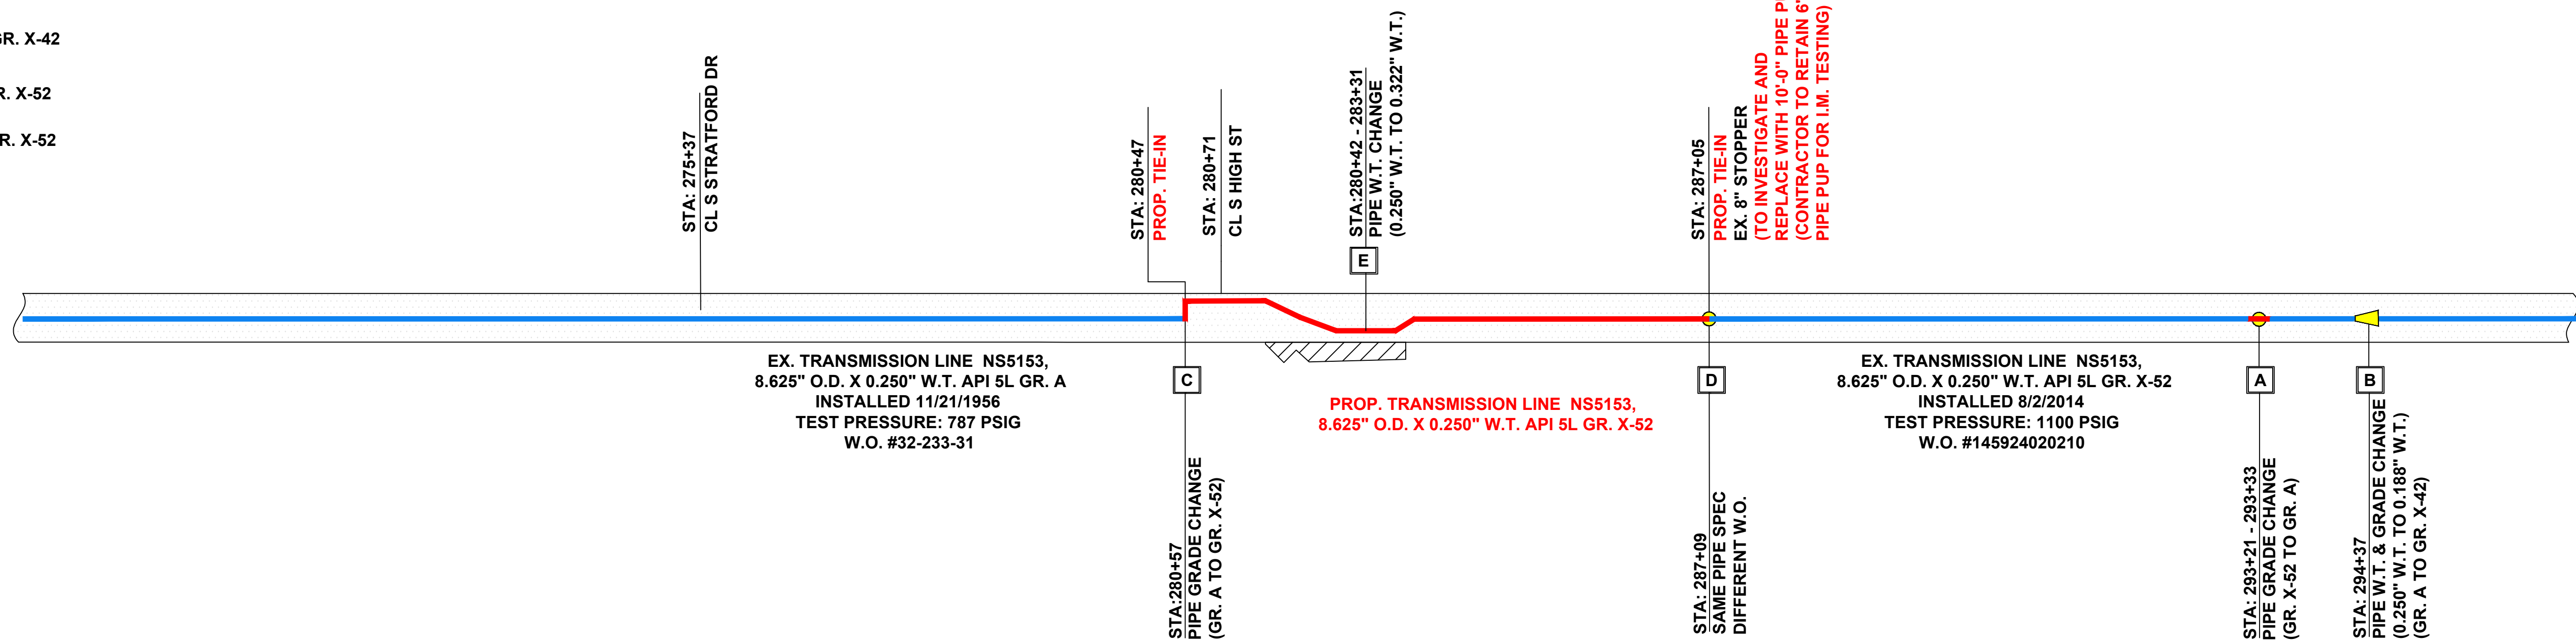 GR. X-42
R. X-52
R. X-52
STA: 275+37
CL S STRATFORD DR
STA: 280+47
PROP. TIE-IN
STA: 280+71
CL S HIGH ST
STA:280+42 - 283+31
PIPE W.T. CHANGE
(0.250" W.T. TO 0.322" W.T.)
E
STA: 287+05
PROP. TIE-IN
EX. 8" STOPPER
(TO INVESTIGATE AND
REPLACE WITH 10'-0" PIPE
(CONTRACTOR TO RETAIN 6'
PIPE PUP FOR I.M. TESTING)
EX. TRANSMISSION LINE NS5153,
8.625" O.D. X 0.250" W.T. API 5L GR. A
INSTALLED 11/21/1956
TEST PRESSURE: 787 PSIG
W.O. #32-233-31
C
STA:280+57
PIPE GRADE CHANGE
(GR. A TO GR. X-52)
PROP. TRANSMISSION LINE NS5153,
8.625" O.D. X 0.250" W.T. API 5L GR. X-52
D
STA: 287+09
SAME PIPE SPEC
DIFFERENT W.O.
EX. TRANSMISSION LINE NS5153,
8.625" O.D. X 0.250" W.T. API 5L GR. X-52
INSTALLED 8/2/2014
TEST PRESSURE: 1100 PSIG
W.O. #145924020210
A
STA: 293+21 - 293+33
PIPE GRADE CHANGE
(GR. X-52 TO GR. A)
B
STA: 294+37
PIPE W.T. & GRADE CHANGE
(0.250" W.T. TO 0.188" W.T.)
(GR. A TO GR. X-42)